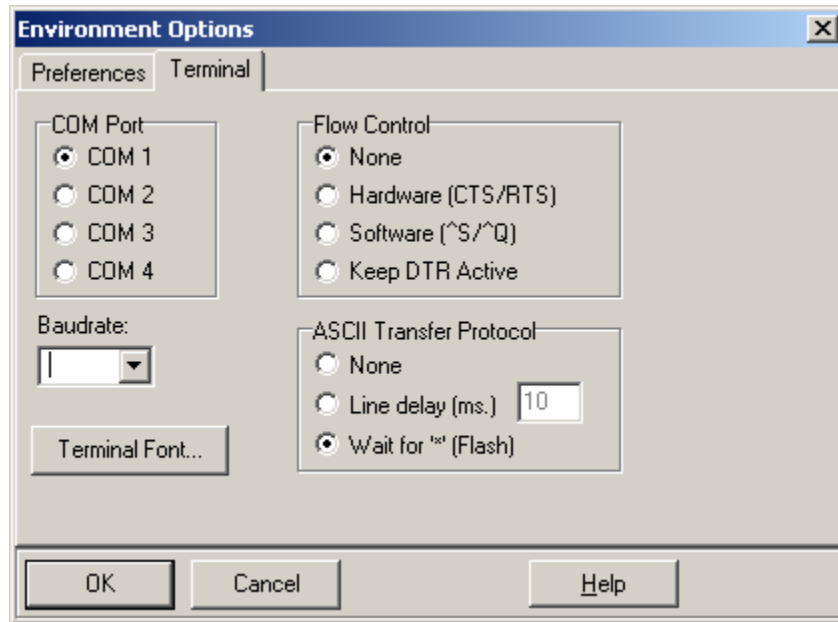 Environment Options
Preferences
Terminal
COM Port
COM 1
COM 2
COM 3
COM 4
Baudrate:
Terminal Font...
Flow Control
None
Hardware (CTS/RTS)
Software (^S/^Q)
Keep DTR Active
ASCII Transfer Protocol
None
Line delay (ms.) 10
Wait for '*' (Flash)
OK
Cancel
Help